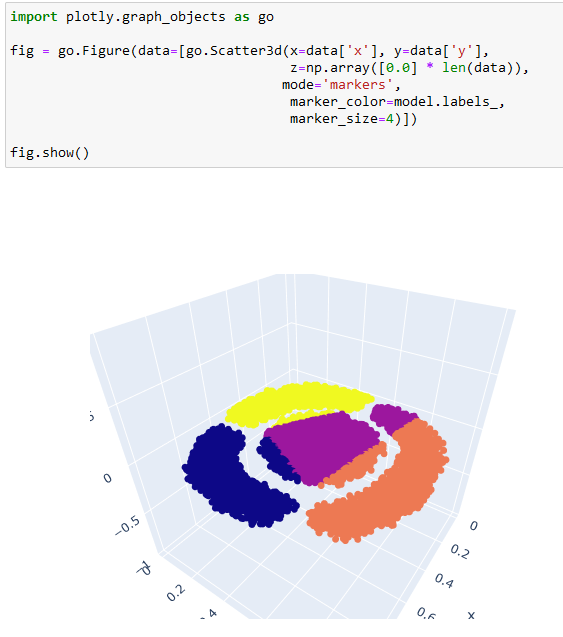 import plotly.graph_objects as go
fig = go.Figure(data=[go.Scatter3d(x=data['x'], y=data['y'],
z=np.array([0.0] * len(data)),
mode='markers',
marker_color=model.labels_,
marker_size=4)])
fig.show()
0
−0.5
0.2
0
0.2
0.4
0.6
x